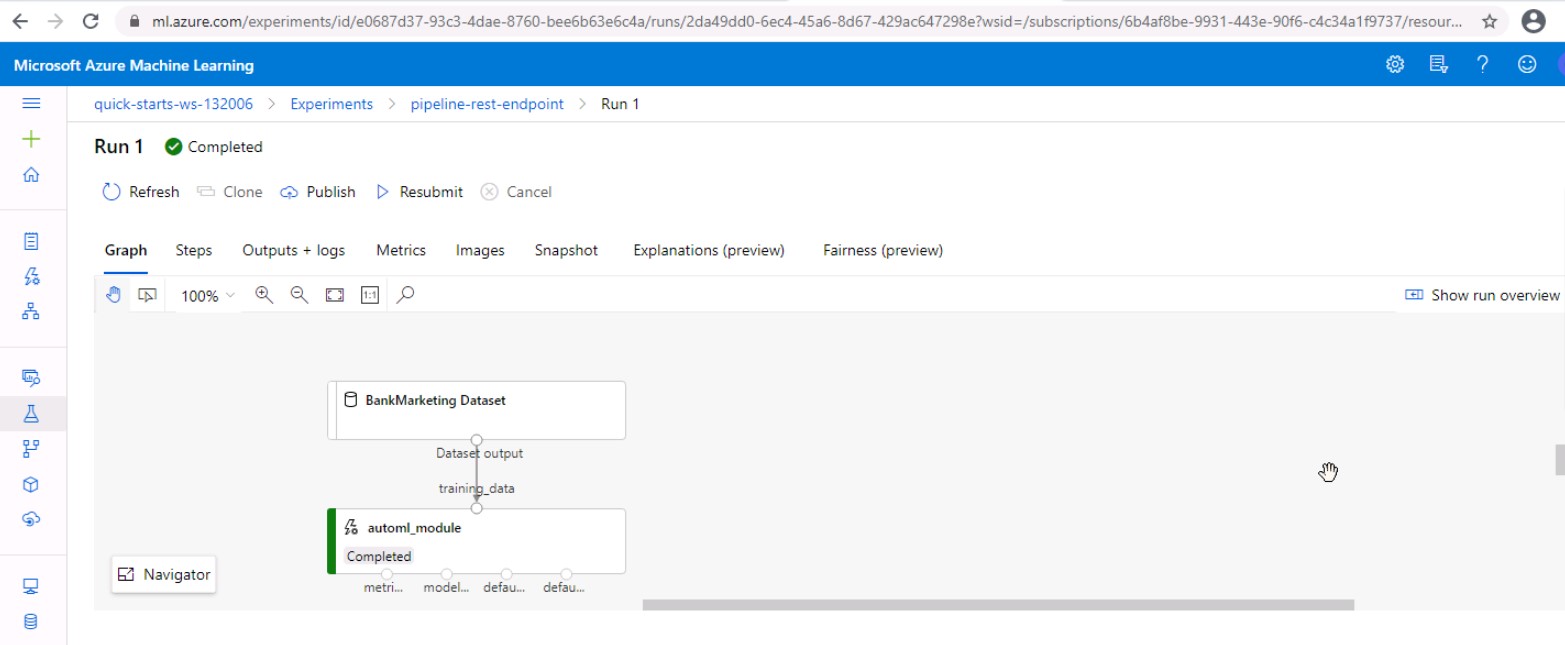 ml.azure.com/experiments/id/e0687d37-93c3-4dae-8760-bee6b63e6c4a/runs/2da49dd0-6ec4-45a6-8d67-429ac647298e?wsid=/subscriptions/6b4af8be-9931-443e-90f6-c4c34a1f9737/resour...
Microsoft Azure Machine Learning
quick-starts-ws-132006 > Experiments > pipeline-rest-endpoint > Run 1
Run 1 Completed
Refresh Clone Publish Resubmit Cancel
Graph Steps Outputs + logs Metrics Images Snapshot Explanations (preview) Fairness (preview)
100% 1:1 Show run overview
BankMarketing Dataset
Dataset output
training_data
automl_module
Completed
Navigator
metri... model... defau... defau...